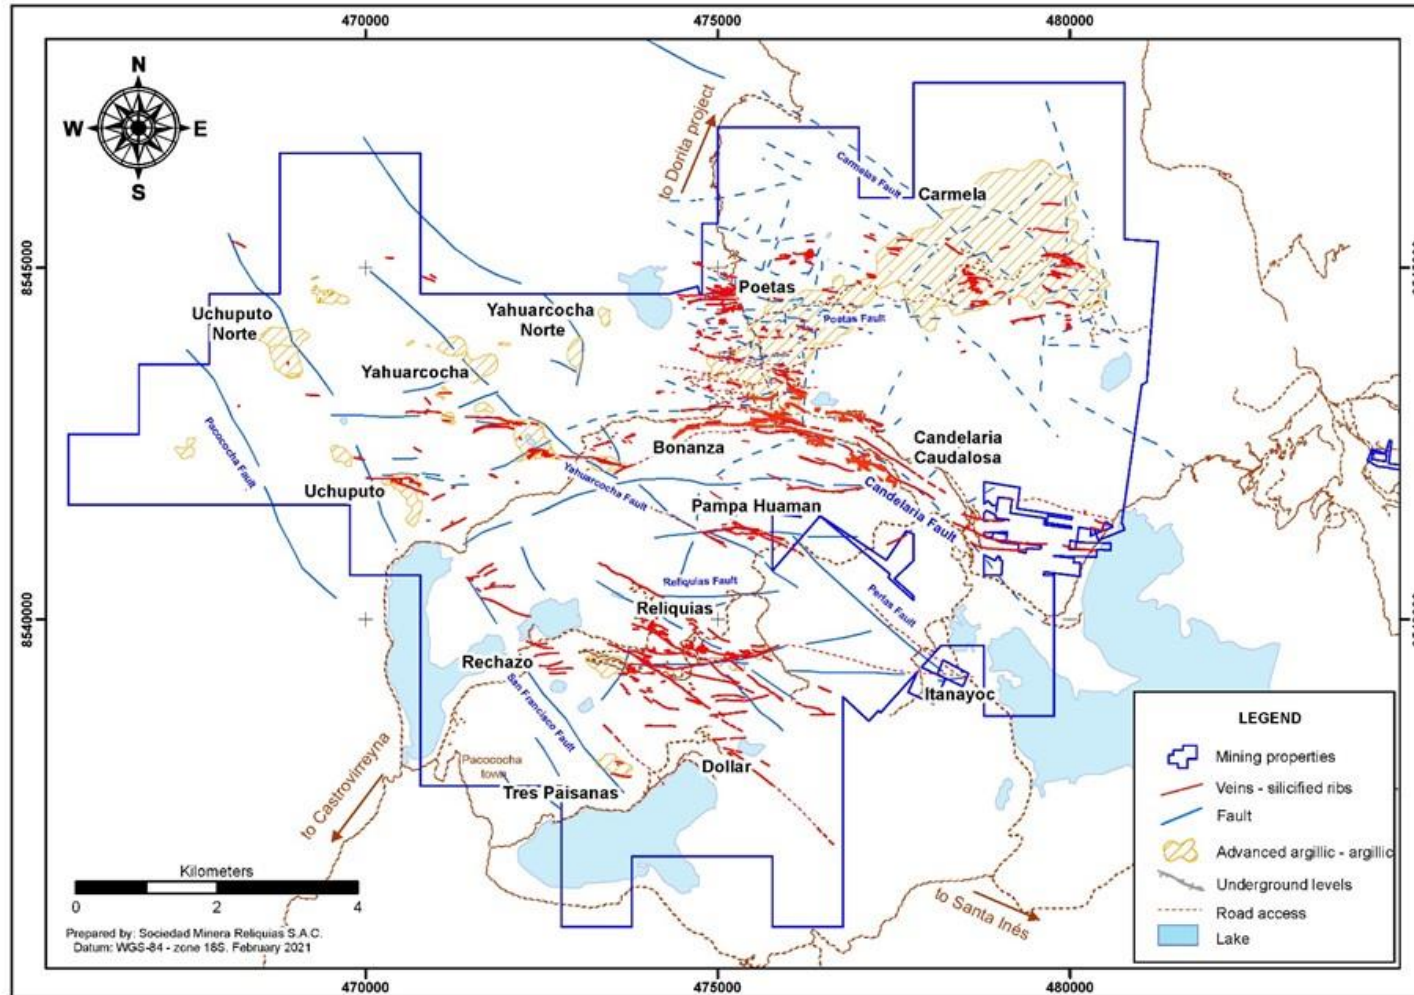 470000
475000
480000
N
W
E
S
to Dorita project
Carmelas Fault
Carmela
8545000
Poetas
Poetas Fault
Uchuputo
Norte
Yahuarcocha
Norte
Yahuarcocha
Pacococha Fault
Bonanza
Candelaria
Caudalosa
Uchuputo
Yahuarcocha Fault
Candelaria Fault
Pampa Huaman
Reliquias Fault
Perlas Fault
8540000
Reliquias
Rechazo
San Francisco Fault
Itanayoc
Dollar
Pacococha
town
Tres Paisanas
to Castrovirreyna
to Santa Inés
LEGEND
Mining properties
Veins - silicified ribs
Fault
Advanced argillic - argillic
Underground levels
Road access
Lake
Kilometers
0
2
4
Prepared by: Sociedad Minera Reliquias S.A.C.
Datum: WGS-84 - zone 18S. February 2021
470000
475000
480000